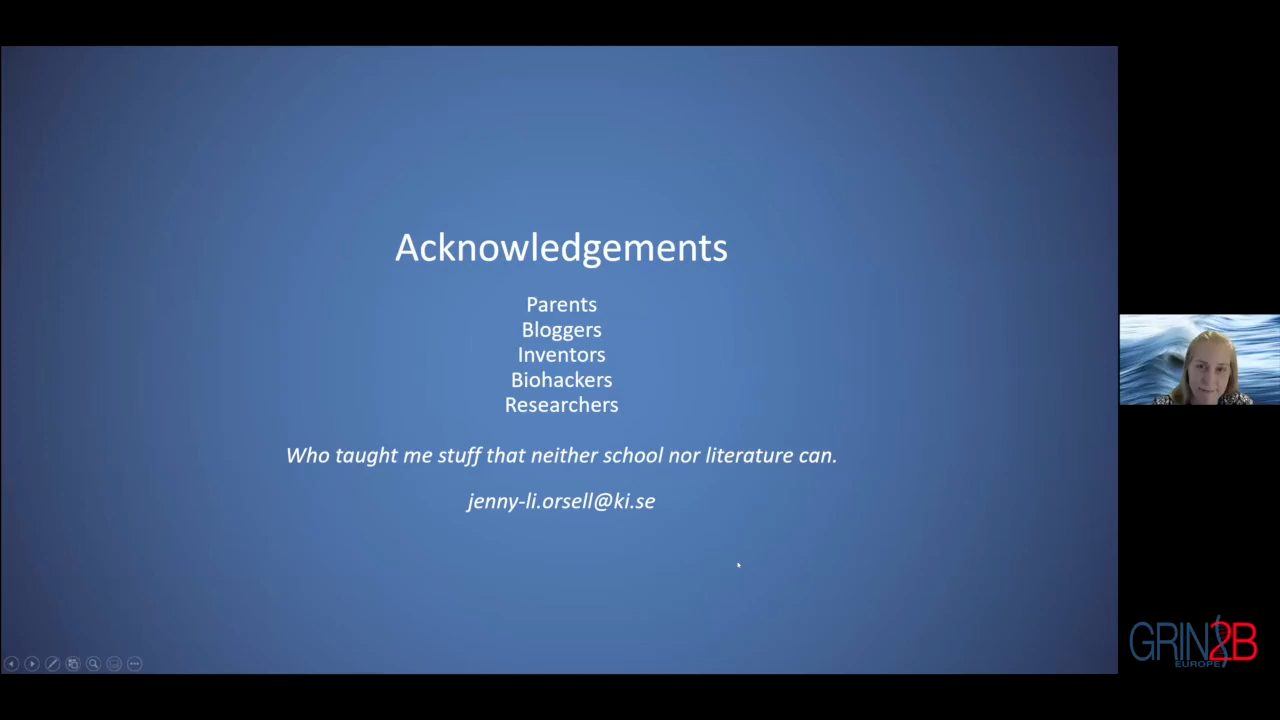 Acknowledgements
Parents
Bloggers
Inventors
Biohackers
Researchers
Who taught me stuff that neither school nor literature can.
jenny-li.orsell@ki.se
GRIN2B
EUROPE